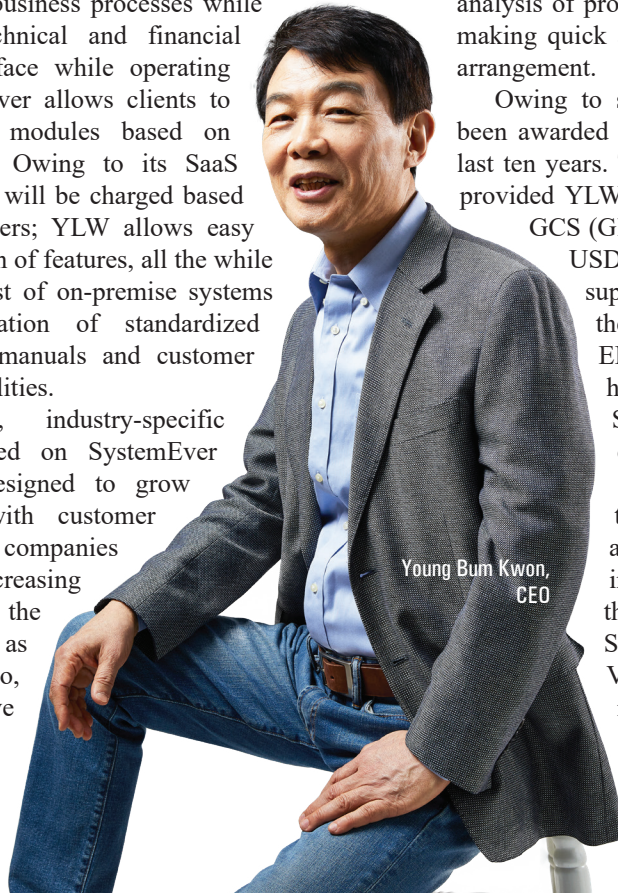 business processes while
chnical and financial
face while operating
ver allows clients to
modules based on
Owing to its SaaS
will be charged based
ers; YLW allows easy
n of features, all the while
st of on-premise systems
ation of standardized
manuals and customer
lities.
, industry-specific
ed on SystemEver
esigned to grow
with customer
companies
creasing
the
as
o,
ve
Young Bum Kwon,
CEO
analysis of pro
making quick
arrangement.
Owing to s
been awarded
last ten years.
provided YLW
GCS (Gl
USD
sup
the
h
S
t
a
th
S
V